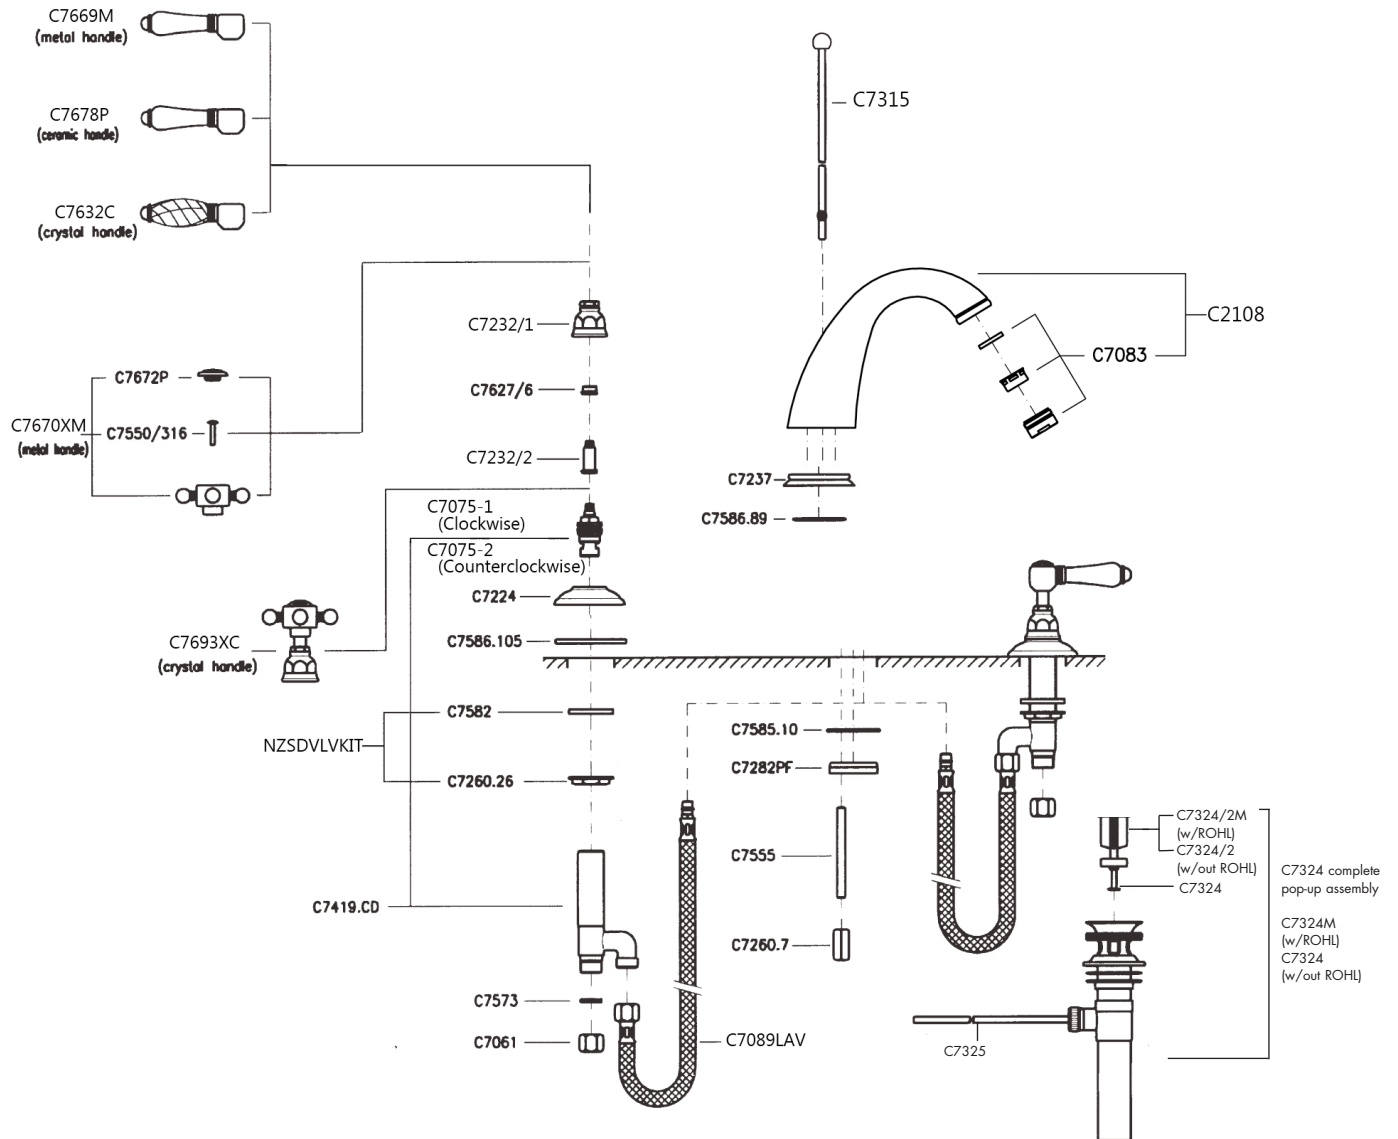 C7669M
(metal handle)
C7678P
(ceramic handle)
C7632C
(crystal handle)
C7315
C7232/1
C2108
C7083
C7672P
C7627/6
C7670XM
(metal handle)
C7550/316
C7232/2
C7237
C7075-1
(Clockwise)
C7586.89
C7075-2
(Counterclockwise)
C7224
C7693XC
(crystal handle)
C7586.105
C7582
NZSDVLVKIT
C7260.26
C7585.10
C7282PF
C7555
C7324/2M
(w/ROHL)
C7324/2
(w/out ROHL)
C7324
C7324 complete
pop-up assembly
C7324M
(w/ROHL)
C7324
(w/out ROHL)
C7419.CD
C7260.7
C7573
C7061
C7089LAV
C7325